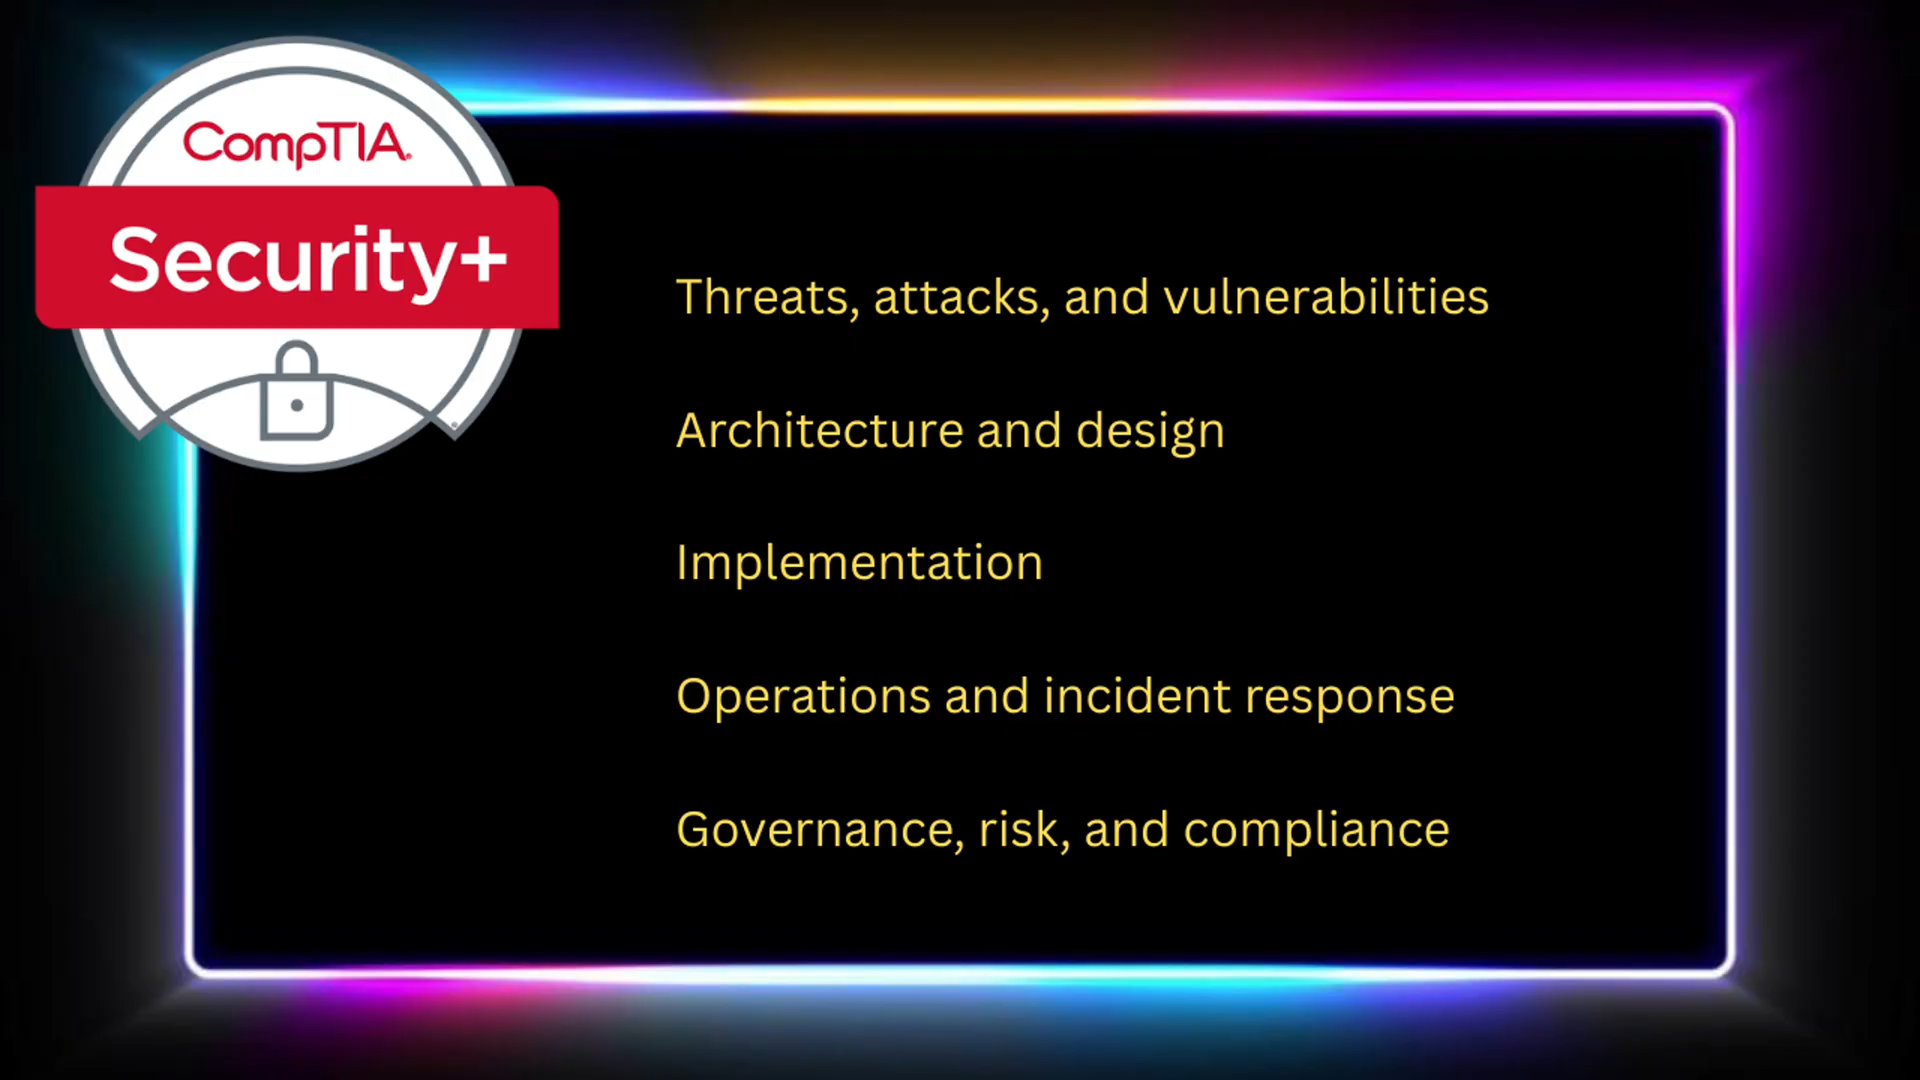 CompTIA.
Security+
Threats, attacks, and vulnerabilities
Architecture and design
Implementation
Operations and incident response
Governance, risk, and compliance